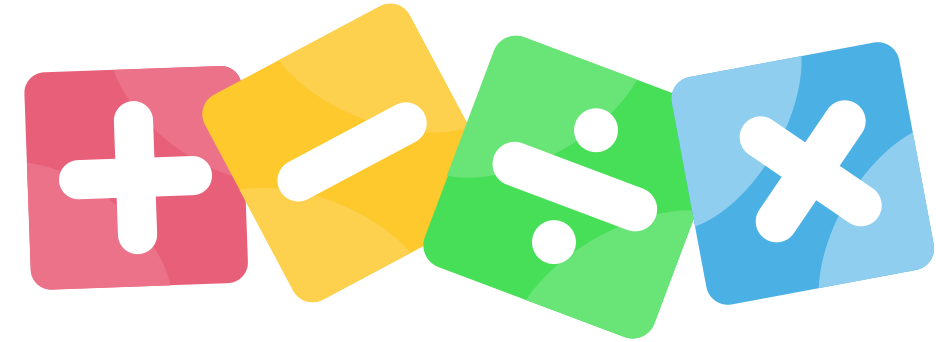 + − ÷ ×